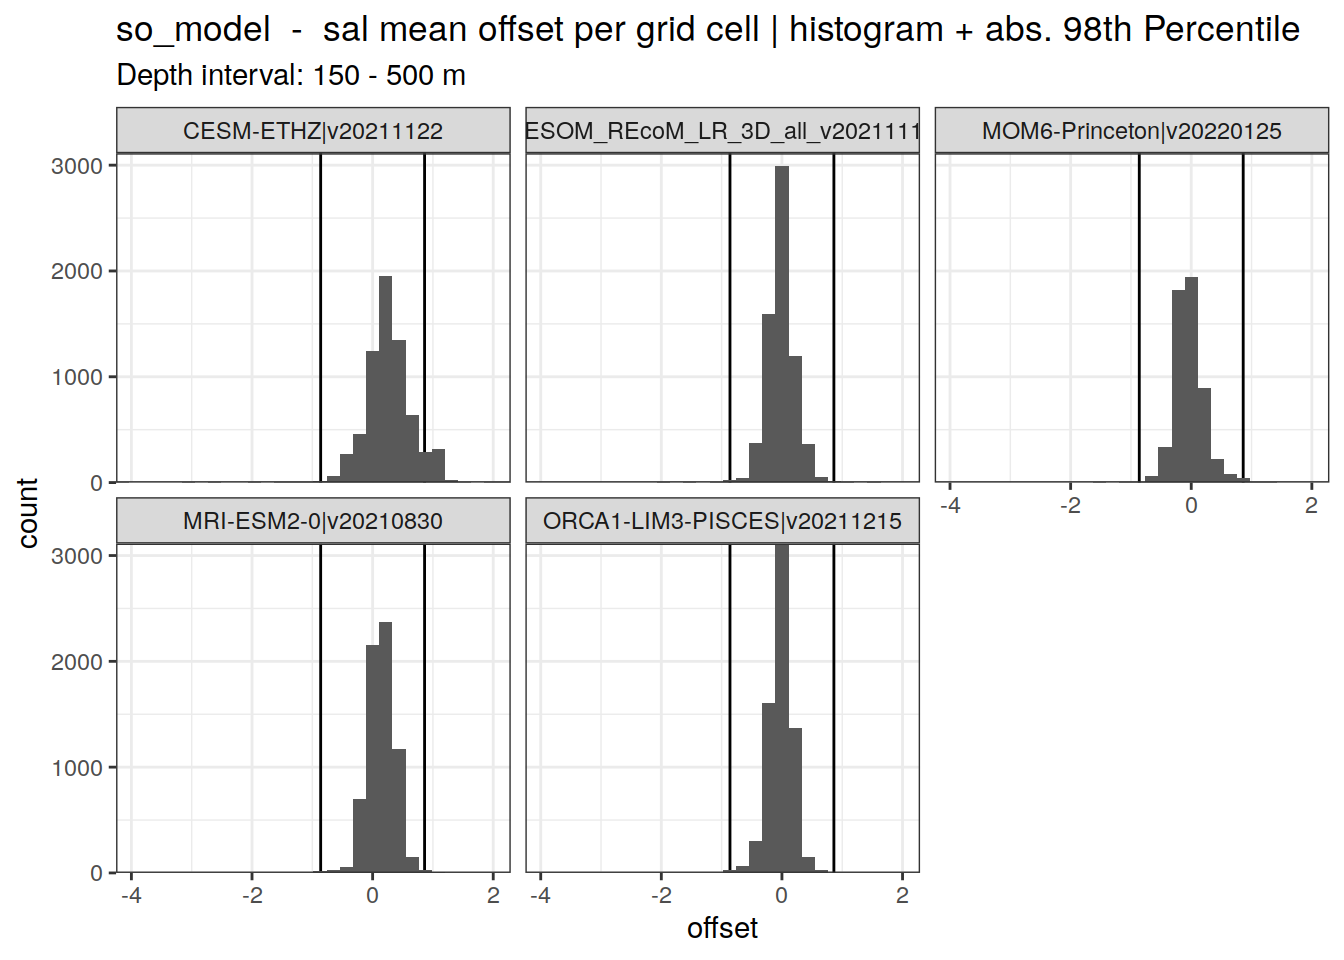 so_model  -  sal mean offset per grid cell | histogram + abs. 98th Percentile
Depth interval: 150 - 500 m
CESM-ETHZ|v20211122
ESOM_REcoM_LR_3D_all_v2021111
MOM6-Princeton|v20220125
3000
2000
1000
0
-4 -2 0 2
MRI-ESM2-0|v20210830
ORCA1-LIM3-PISCES|v20211215
3000
2000
1000
0
-4 -2 0 2
-4 -2 0 2
count
offset